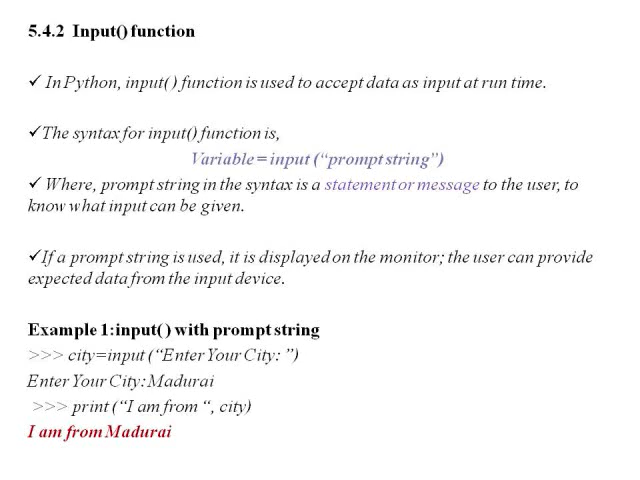 5.4.2 Input() function
✓ In Python, input( ) function is used to accept data as input at run time.
✓The syntax for input() function is,
Variable = input (“prompt string”)
✓ Where, prompt string in the syntax is a statement or message to the user, to
know what input can be given.
✓If a prompt string is used, it is displayed on the monitor; the user can provide
expected data from the input device.
Example 1:input( ) with prompt string
>>> city=input (“Enter Your City: ”)
Enter Your City: Madurai
>>> print (“I am from “, city)
I am from Madurai